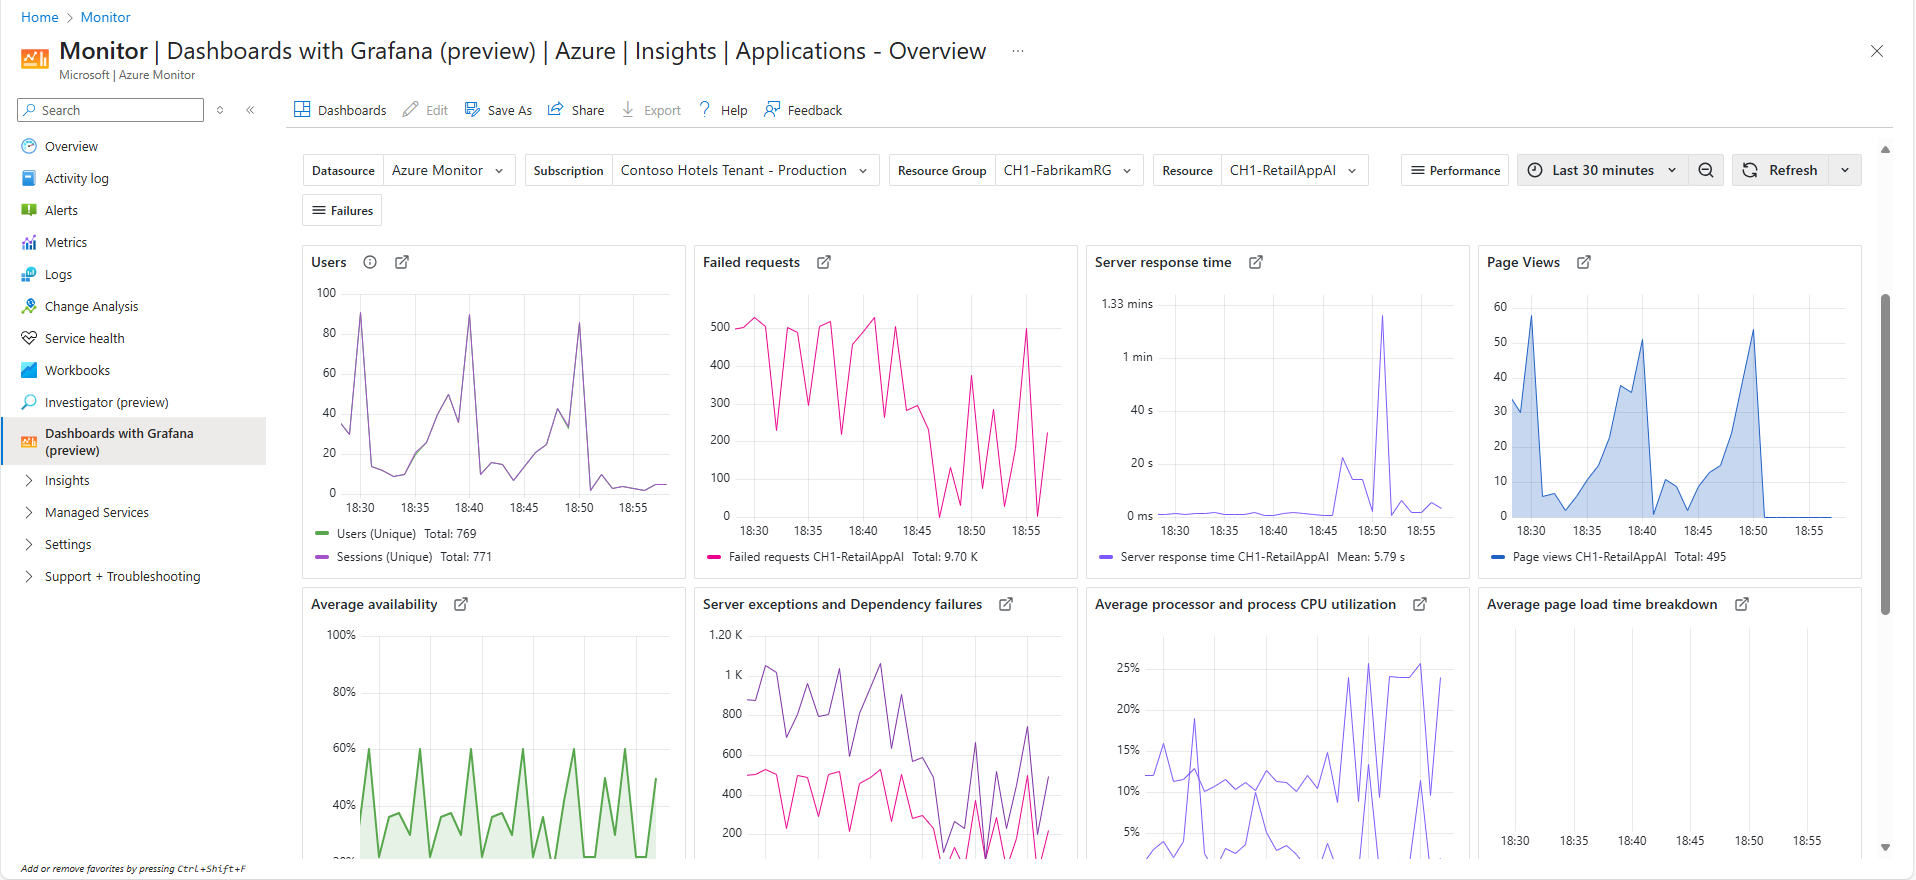 Home > Monitor
Monitor | Dashboards with Grafana (preview) | Azure | Insights | Applications - Overview ...
Microsoft | Azure Monitor
Search
Overview
Activity log
Alerts
Metrics
Logs
Change Analysis
Service health
Workbooks
Investigator (preview)
Dashboards with Grafana
(preview)
Insights
Managed Services
Settings
Support + Troubleshooting
Add or remove favorites by pressing Ctrl+Shift+F
Dashboards Edit Save As Share Export Help Feedback
Datasource Azure Monitor Subscription Contoso Hotels Tenant - Production Resource Group CH1-FabrikamRG Resource CH1-RetailAppAI Performance Last 30 minutes Refresh
Failures
Users
100
80
60
40
20
0
18:30 18:35 18:40 18:45 18:50 18:55
Users (Unique) Total: 769
Sessions (Unique) Total: 771
Failed requests
500
400
300
200
100
0
18:30 18:35 18:40 18:45 18:50 18:55
Failed requests CH1-RetailAppAI Total: 9.70 K
Server response time
1.33 mins
1 min
40 s
20 s
0 ms
18:30 18:35 18:40 18:45 18:50 18:55
Server response time CH1-RetailAppAI Mean: 5.79 s
Page Views
60
50
40
30
20
10
0
18:30 18:35 18:40 18:45 18:50 18:55
Page views CH1-RetailAppAI Total: 495
Average availability
100%
80%
60%
40%
20%
Server exceptions and Dependency failures
1.20 K
1 K
800
600
400
200
Average processor and process CPU utilization
25%
20%
15%
10%
5%
Average page load time breakdown
18:30 18:35 18:40 18:45 18:50 18:55